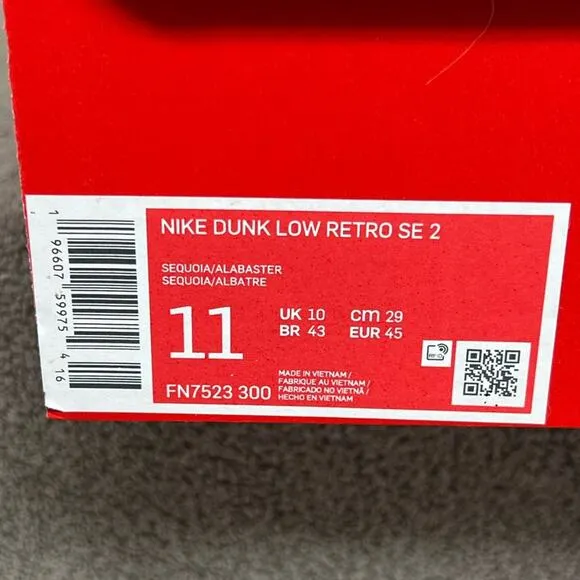 NIKE DUNK LOW RETRO SE 2
SEQUOIA/ALABASTER
SEQUOIA/ALBATRE
11
UK 10 cm 29
BR 43 EUR 45
FN7523 300
MADE IN VIETNAM /
FABRIQUE AU VIETNAM /
FABRICADO NO VIETNÃ /
HECHO EN VIETNAM
1 96607 59975 4 16